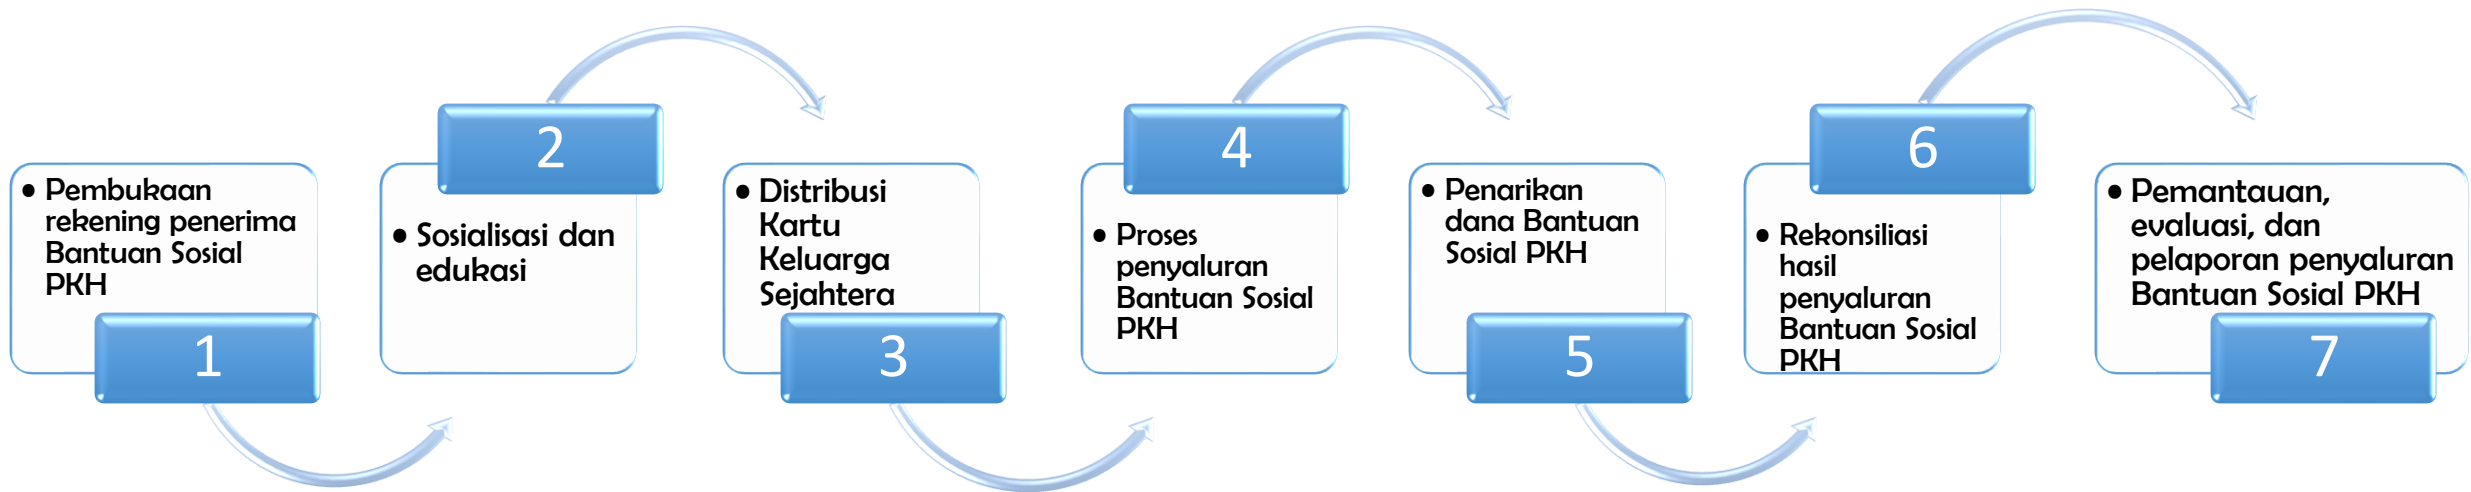 • Pembukaan
rekening penerima
Bantuan Sosial
PKH
1
2
• Sosialisasi dan
edukasi
• Distribusi
Kartu
Keluarga
Sejahtera
3
4
• Proses
penyaluran
Bantuan Sosial
PKH
• Penarikan
dana Bantuan
Sosial PKH
5
6
• Rekonsiliasi
hasil
penyaluran
Bantuan Sosial
PKH
• Pemantauan,
evaluasi, dan
pelaporan penyaluran
Bantuan Sosial PKH
7